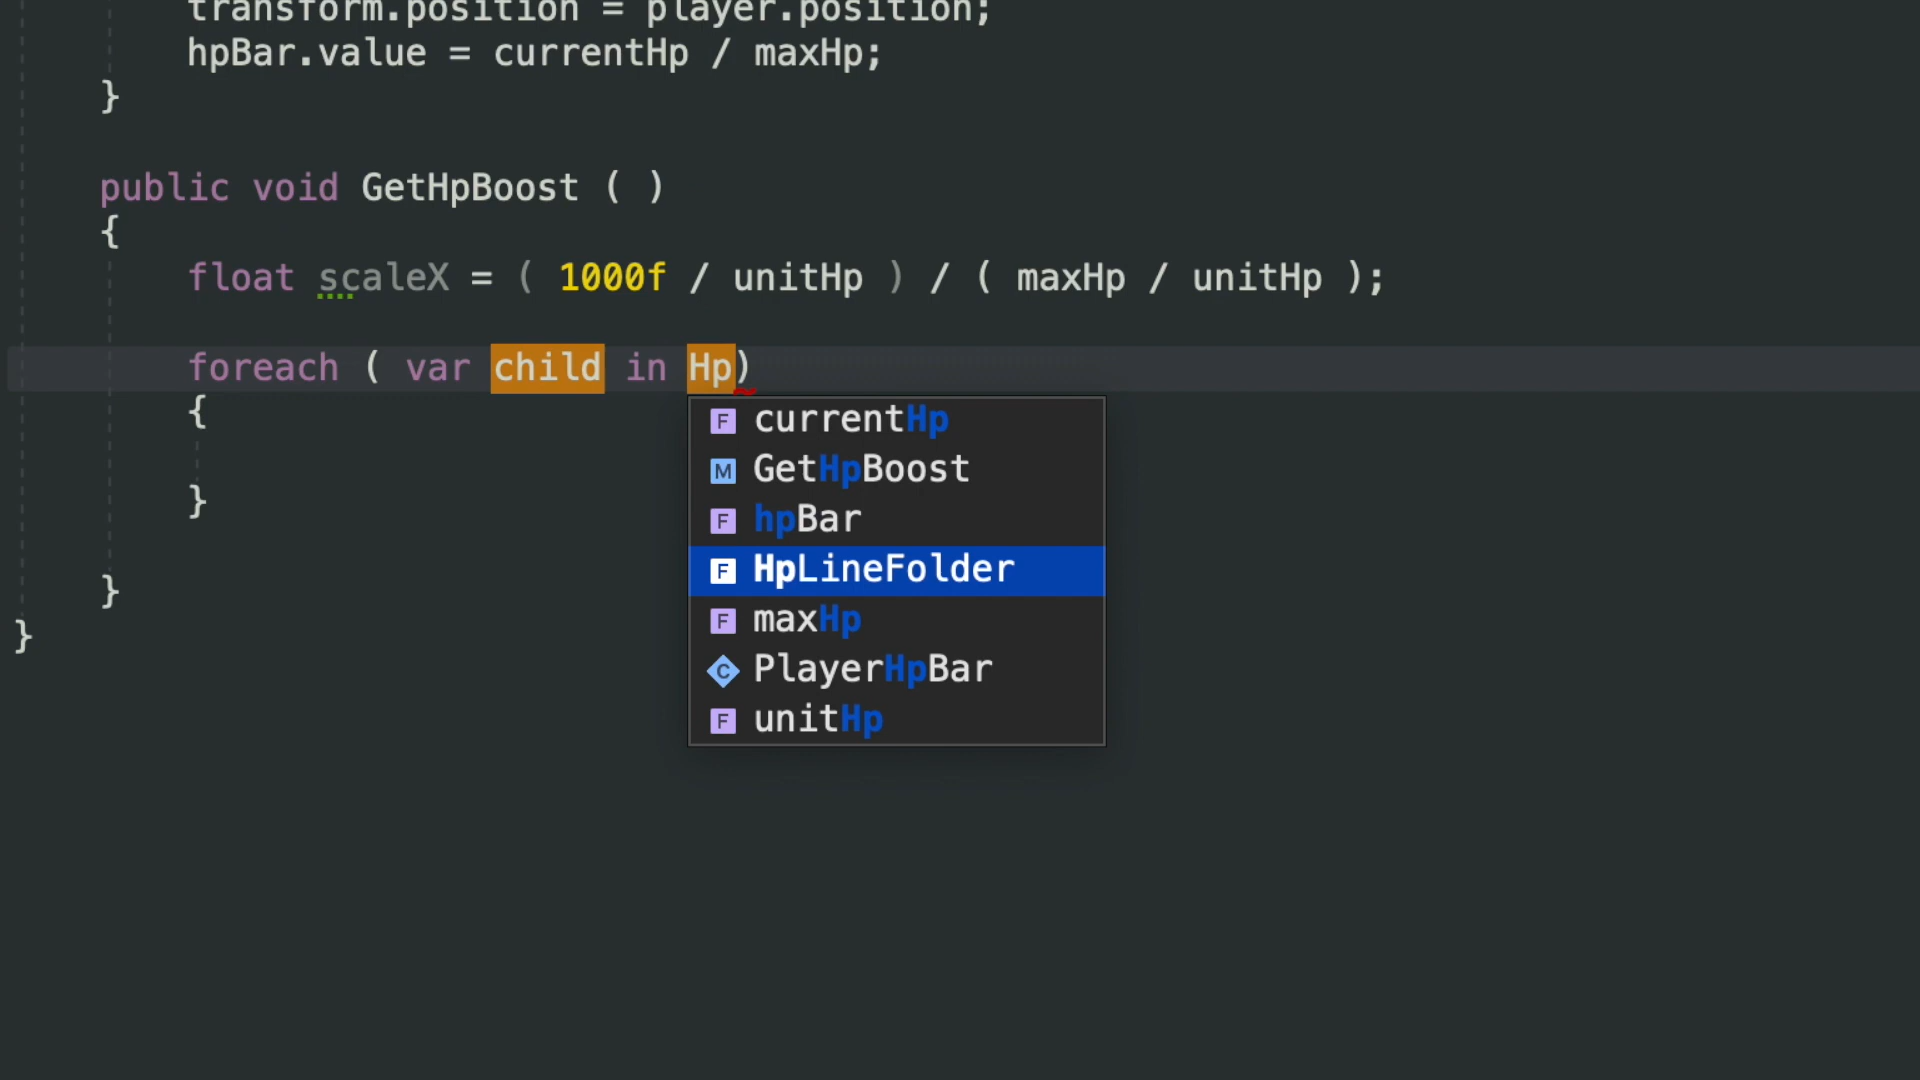 transform.position = player.position;
hpBar.value = currentHp / maxHp;
}
public void GetHpBoost ( )
{
float scaleX = ( 1000f / unitHp ) / ( maxHp / unitHp );
foreach ( var child in Hp)
{
F currentHp
M GetHpBoost
F hpBar
}
F HpLineFolder
}
F maxHp
}
C PlayerHpBar
F unitHp